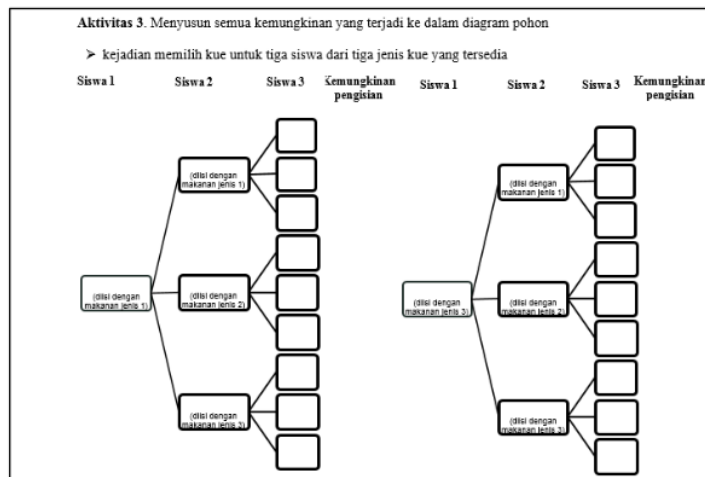 Aktivitas 3. Menyusun semua kemungkinan yang terjadi ke dalam diagram pohon
➢ kejadian memilih kue untuk tiga siswa dari tiga jenis kue yang tersedia
Siswa 1 Siswa 2 Siswa 3 Kemungkinan pengisian
(diisi dengan
makanan jenis 1)
(diisi dengan
makanan jenis 1)
(diisi dengan
makanan jenis 2)
(diisi dengan
makanan jenis 3)
Siswa 1 Siswa 2 Siswa 3 Kemungkinan pengisian
(diisi dengan
makanan jenis 3)
(diisi dengan
makanan jenis 1)
(diisi dengan
makanan jenis 2)
(diisi dengan
makanan jenis 3)